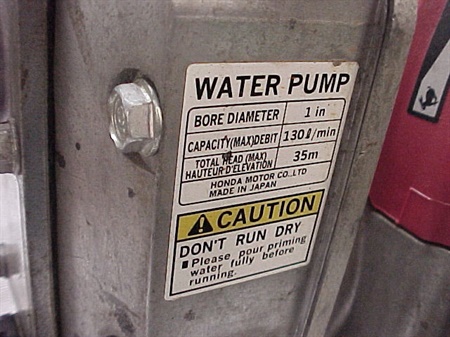 WATER PUMP
BORE DIAMETER 1 in
CAPACITY(MAX)DEBIT 130ℓ/min
TOTAL HEAD (MAX) HAUTEUR D'ELEVATION 35m
HONDA MOTOR CO.,LTD
MADE IN JAPAN
CAUTION
DON'T RUN DRY
■ Please pour priming
water fully before
running.